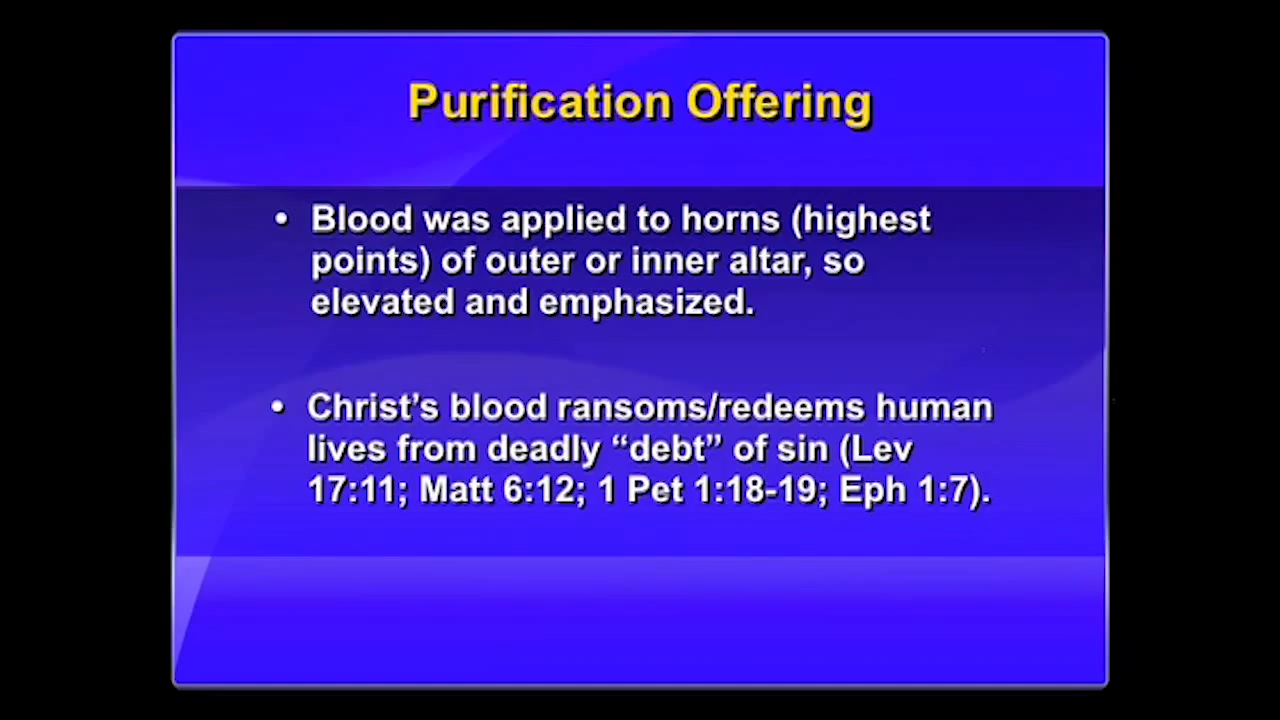 Purification Offering
• Blood was applied to horns (highest
points) of outer or inner altar, so
elevated and emphasized.
• Christ’s blood ransoms/redeems human
lives from deadly “debt” of sin (Lev
17:11; Matt 6:12; 1 Pet 1:18-19; Eph 1:7).